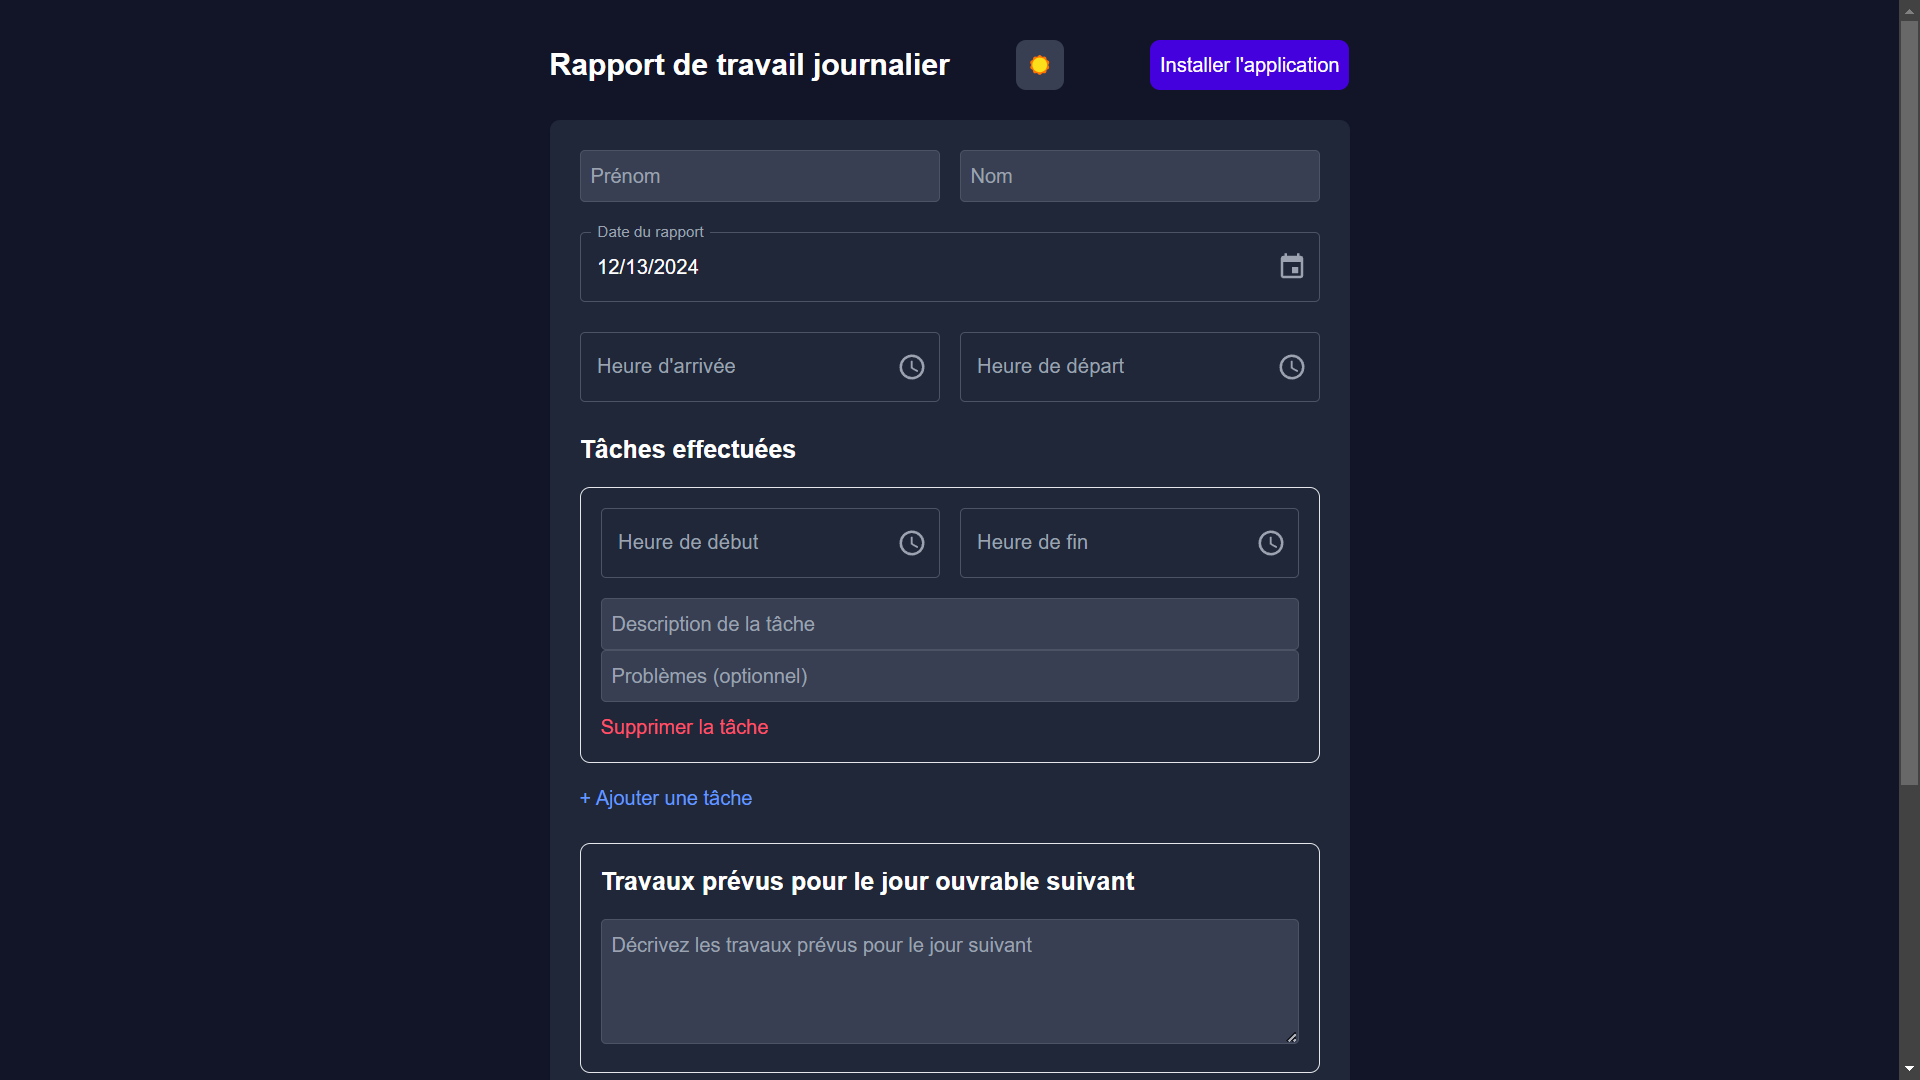 Rapport de travail journalier
Installer l'application
Prénom
Nom
Date du rapport
12/13/2024
Heure d'arrivée
Heure de départ
Tâches effectuées
Heure de début
Heure de fin
Description de la tâche
Problèmes (optionnel)
Supprimer la tâche
+ Ajouter une tâche
Travaux prévus pour le jour ouvrable suivant
Décrivez les travaux prévus pour le jour suivant